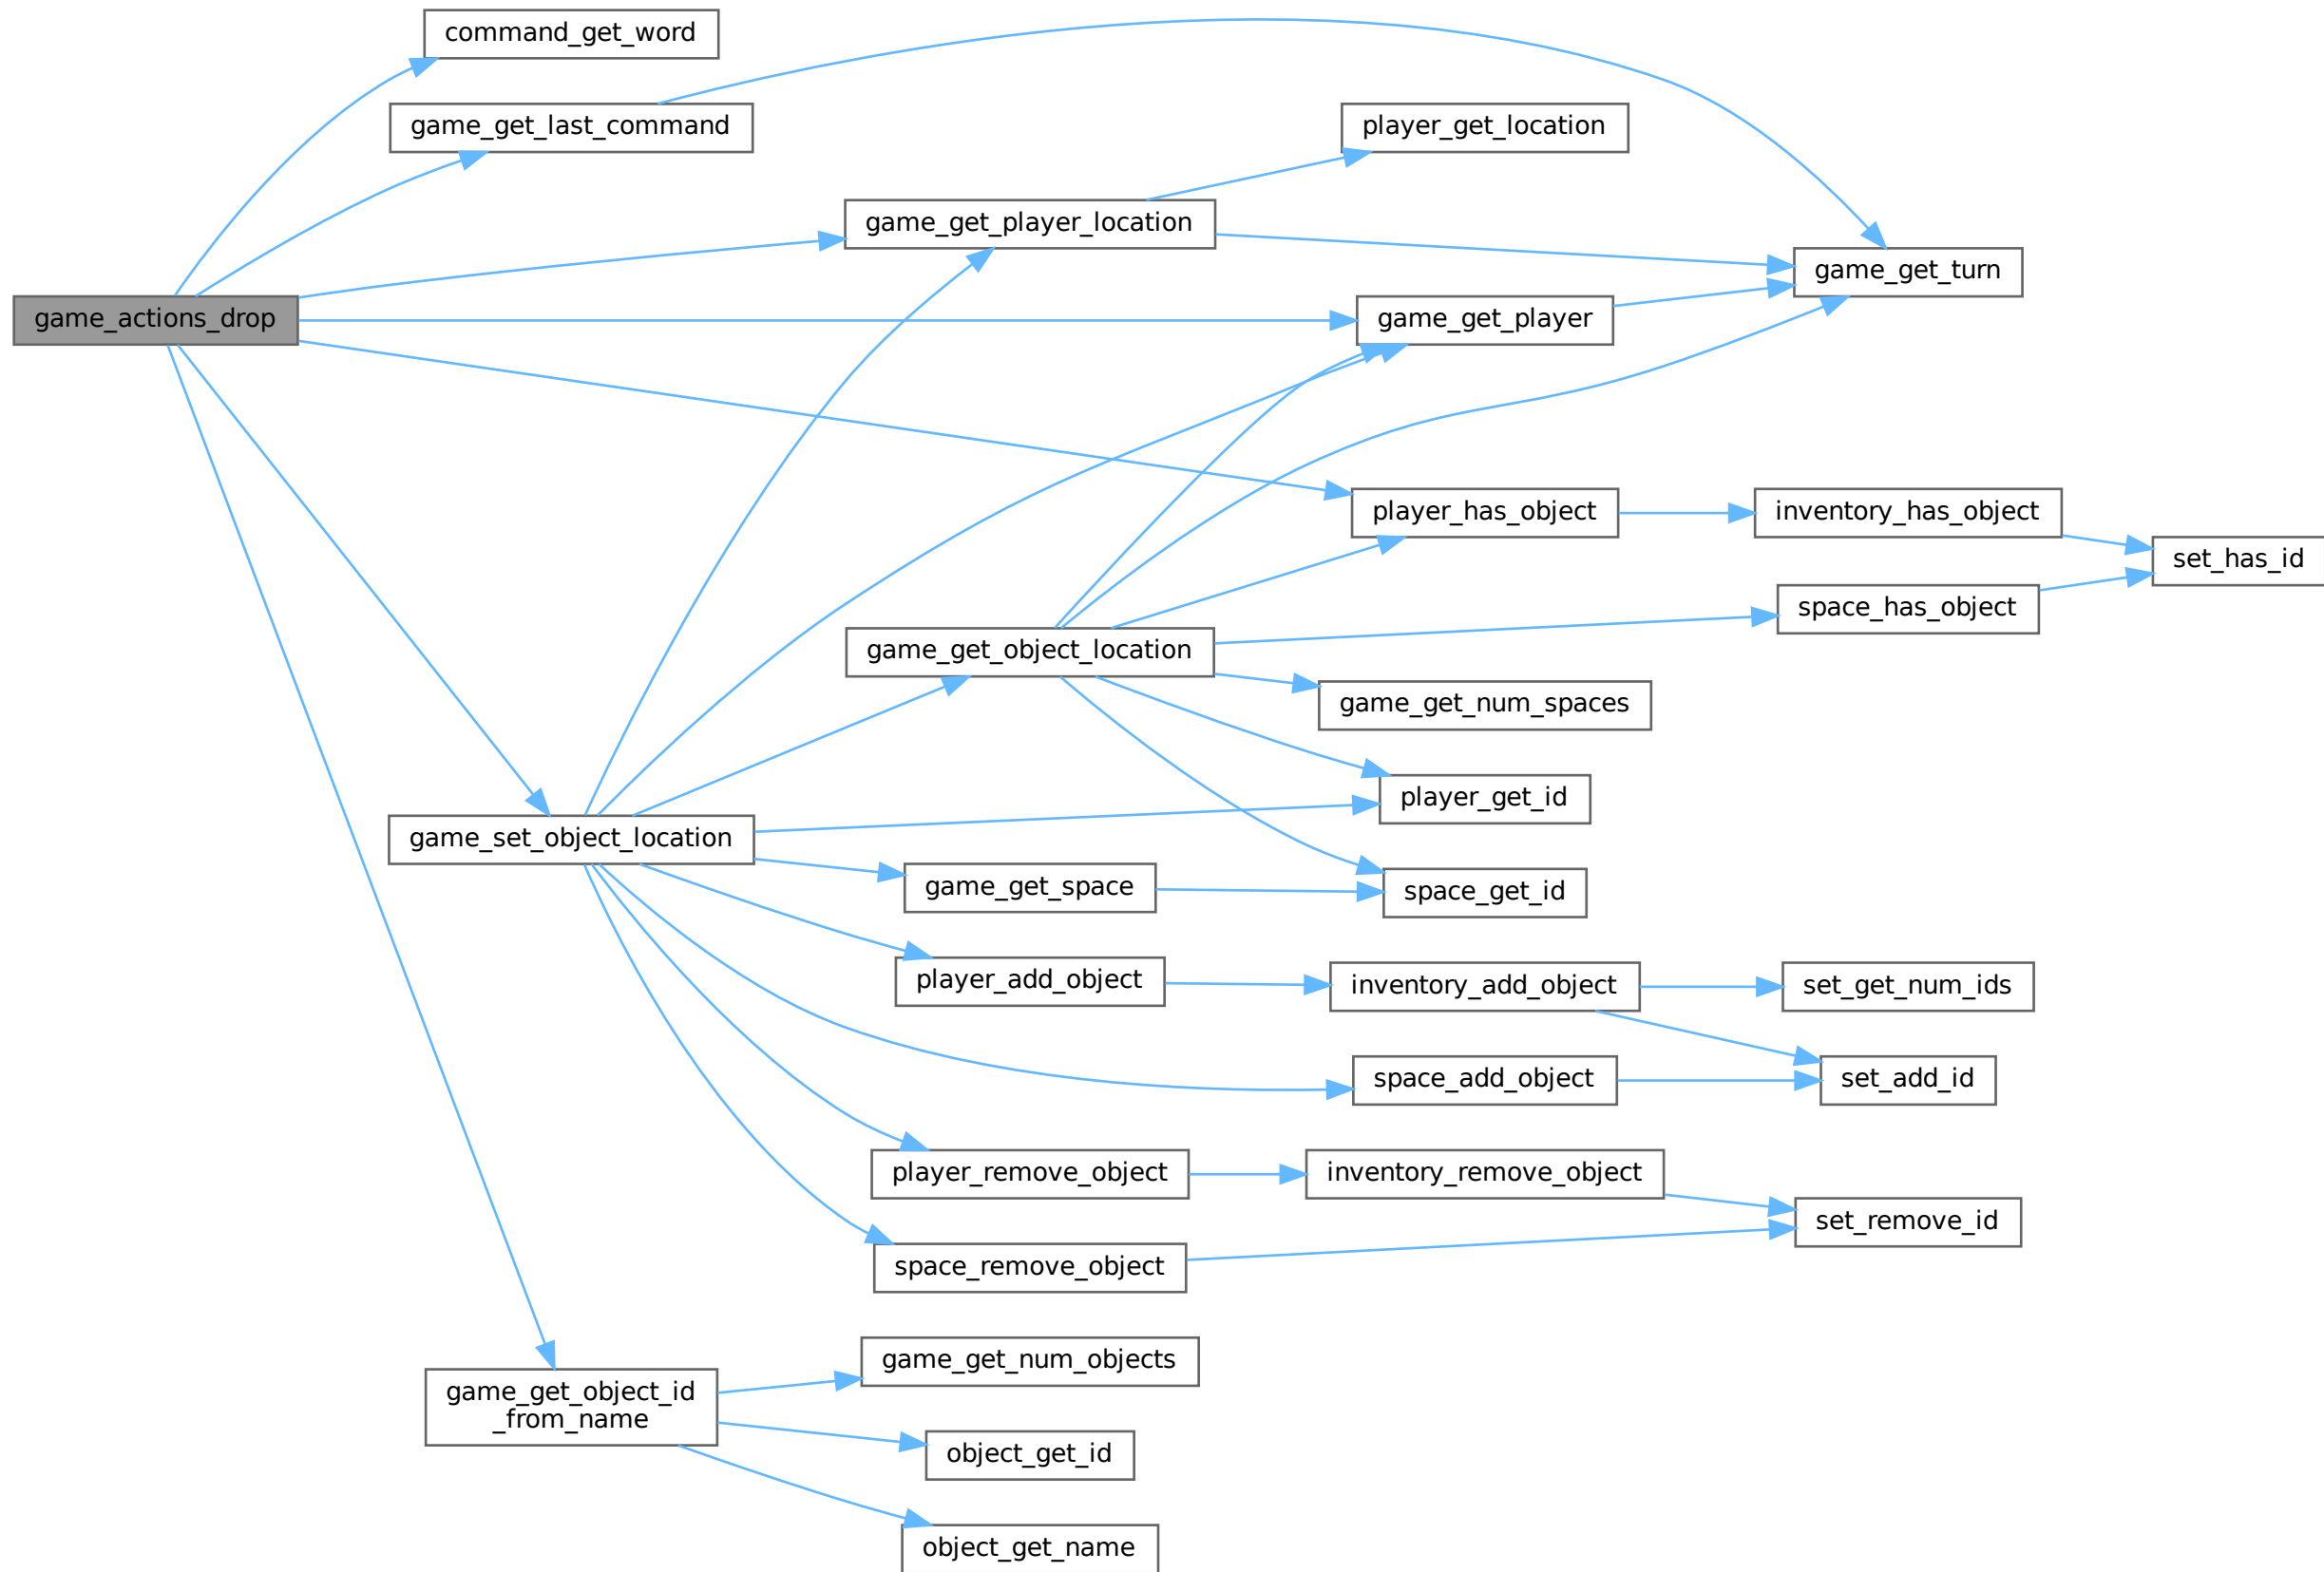 command_get_word
game_get_last_command
player_get_location
game_get_player_location
game_get_turn
game_actions_drop
game_get_player
player_has_object
inventory_has_object
set_has_id
space_has_object
game_get_object_location
game_get_num_spaces
player_get_id
game_set_object_location
game_get_space
space_get_id
player_add_object
inventory_add_object
set_get_num_ids
space_add_object
set_add_id
player_remove_object
inventory_remove_object
set_remove_id
space_remove_object
game_get_num_objects
game_get_object_id
_from_name
object_get_id
object_get_name